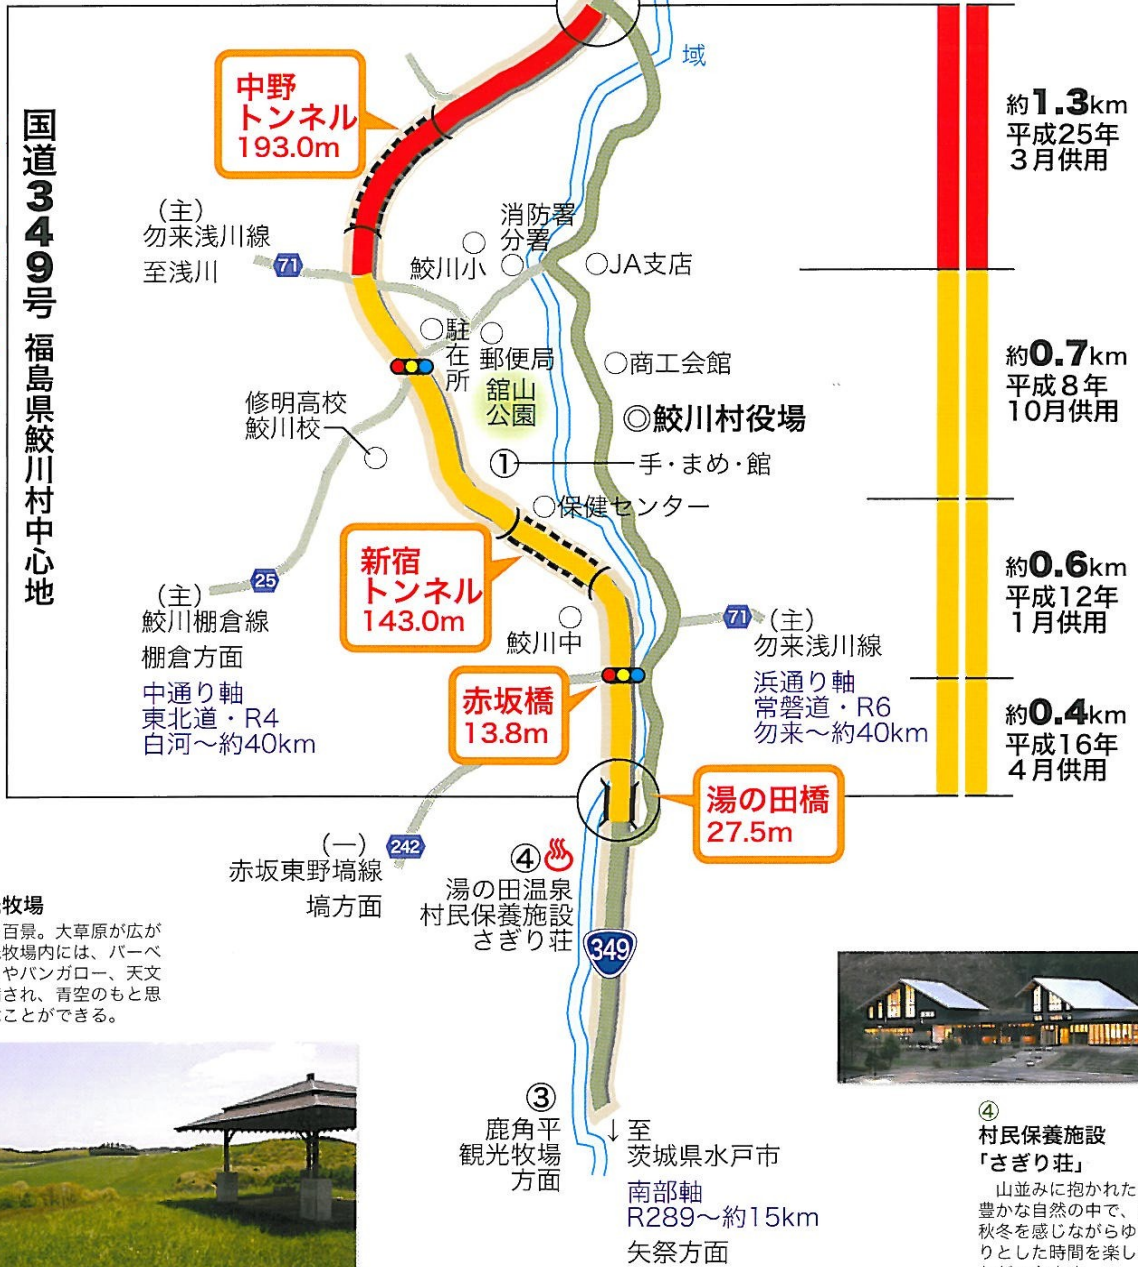 国道349号 福島県鮫川村中心地
域
中野
トンネル
193.0m
(主)
勿来浅川線
至浅川
71
消防署
分署
鮫川小
JA支店
駐在所
郵便局
舘山
公園
商工会館
◎鮫川村役場
修明高校
鮫川校
①
手・まめ・館
保健センター
新宿
トンネル
143.0m
25
(主)
鮫川棚倉線
棚倉方面
中通り軸
東北道・R4
白河〜約40km
鮫川中
71
(主)
勿来浅川線
浜通り軸
常磐道・R6
勿来〜約40km
赤坂橋
13.8m
湯の田橋
27.5m
(一)
242
赤坂東野塙線
塙方面
④
湯の田温泉
村民保養施設
さぎり荘
349
③
鹿角平
観光牧場
方面
↓至
茨城県水戸市
南部軸
R289〜約15km
矢祭方面
約1.3km
平成25年
3月供用
約0.7km
平成8年
10月供用
約0.6km
平成12年
1月供用
約0.4km
平成16年
4月供用
牧場
百景。大草原が広が
牧場内には、バーベ
やバンガロー、天文
され、青空のもと思
ことができる。
④
村民保養施設
「さぎり荘」
山並みに抱かれた
豊かな自然の中で、
秋冬を感じながらゆ
りとした時間を楽し